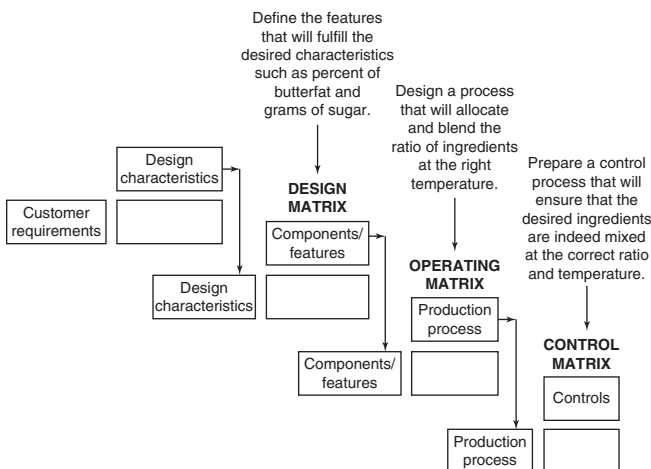 Define the features
that will fulfill the
desired characteristics
such as percent of
butterfat and
grams of sugar.
Design a process
that will allocate
and blend the
ratio of ingredients
at the right
temperature.
Prepare a control
process that will
ensure that the
desired ingredients
are indeed mixed
at the correct ratio
and temperature.
Design
characteristics
Customer
requirements
DESIGN
MATRIX
Components/
features
Design
characteristics
OPERATING
MATRIX
Production
process
Components/
features
CONTROL
MATRIX
Controls
Production
process